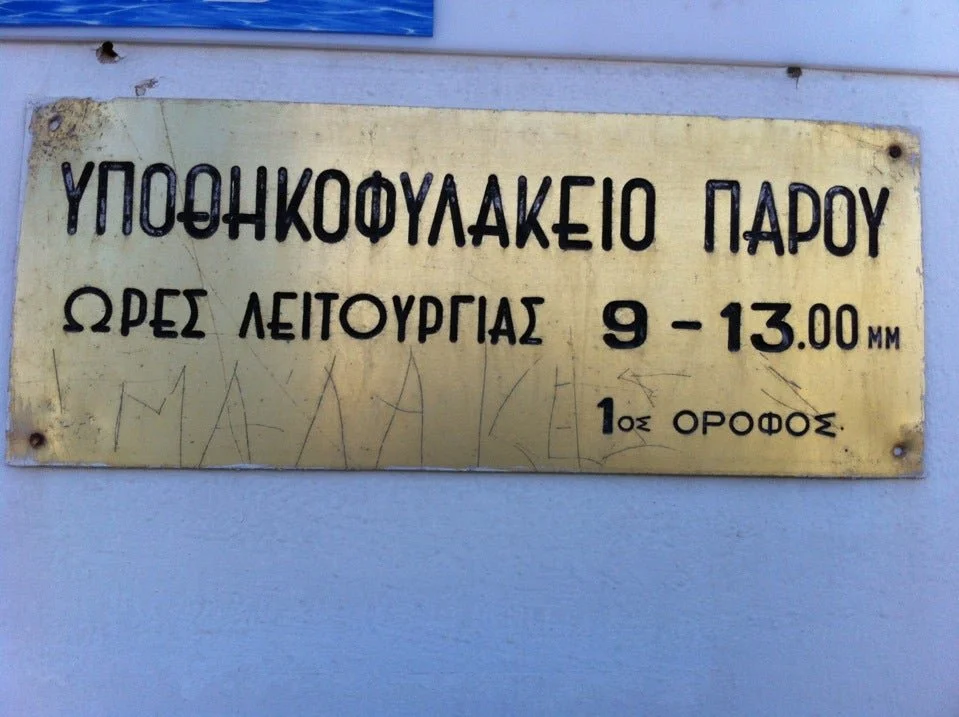 ΥΠΟΘΗΚΟΦΥΛΑΚΕΙΟ ΠΑΡΟΥ
ΩΡΕΣ ΛΕΙΤΟΥΡΓΙΑΣ 9 - 13.00 ΜΜ
ΜΑΛΑΚΕΣ
1ος ΟΡΟΦΟΣ.